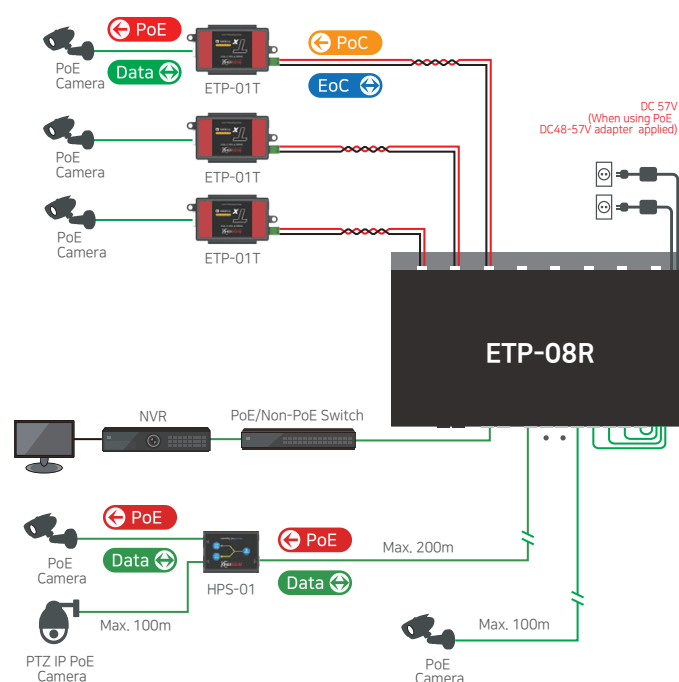 PoE
PoC
PoE
Camera
Data
EoC
ETP-01T
DC 57V
(When using PoE
DC48-57V adapter applied)
PoE
Camera
ETP-01T
PoE
Camera
ETP-01T
ETP-08R
NVR
PoE/Non-PoE Switch
PoE
PoE
Max. 200m
Data
PoE
Camera
HPS-01
Data
Max. 100m
Max. 100m
PTZ IP PoE
Camera
PoE
Camera